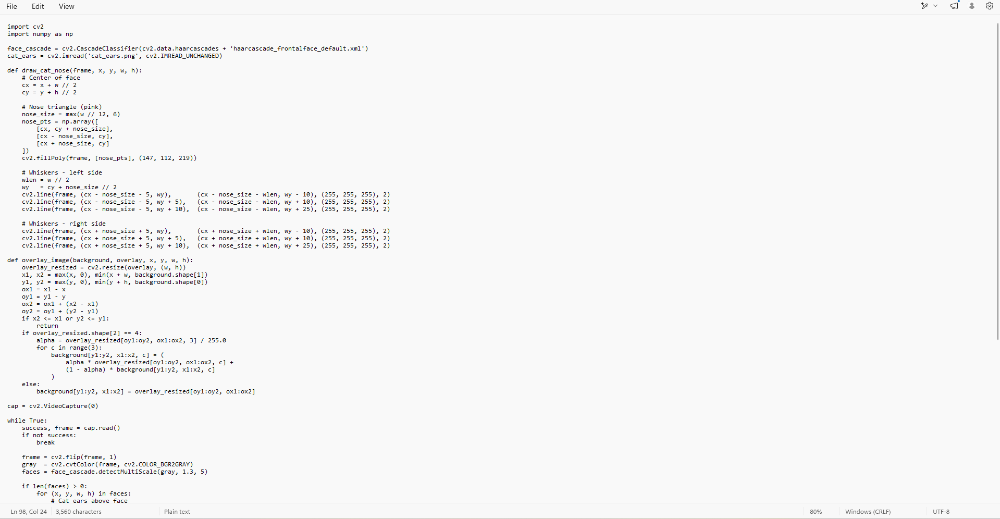 File Edit View
import cv2
import numpy as np

face_cascade = cv2.CascadeClassifier(cv2.data.haarcascades + 'haarcascade_frontalface_default.xml')
cat_ears = cv2.imread('cat_ears.png', cv2.IMREAD_UNCHANGED)

def draw_cat_nose(frame, x, y, w, h):
    # Center of face
    cx = x + w // 2
    cy = y + h // 2

    # Nose triangle (pink)
    nose_size = max(w // 12, 6)
    nose_pts = np.array([
        [cx, cy + nose_size],
        [cx - nose_size, cy],
        [cx + nose_size, cy]
    ])
    cv2.fillPoly(frame, [nose_pts], (147, 112, 219))

    # Whiskers - left side
    wlen = w // 2
    wy   = cy + nose_size // 2
    cv2.line(frame, (cx - nose_size - 5, wy),       (cx - nose_size - wlen, wy - 10), (255, 255, 255), 2)
    cv2.line(frame, (cx - nose_size - 5, wy + 5),   (cx - nose_size - wlen, wy + 10), (255, 255, 255), 2)
    cv2.line(frame, (cx - nose_size - 5, wy + 10),  (cx - nose_size - wlen, wy + 25), (255, 255, 255), 2)

    # Whiskers - right side
    cv2.line(frame, (cx + nose_size + 5, wy),       (cx + nose_size + wlen, wy - 10), (255, 255, 255), 2)
    cv2.line(frame, (cx + nose_size + 5, wy + 5),   (cx + nose_size + wlen, wy + 10), (255, 255, 255), 2)
    cv2.line(frame, (cx + nose_size + 5, wy + 10),  (cx + nose_size + wlen, wy + 25), (255, 255, 255), 2)

def overlay_image(background, overlay, x, y, w, h):
    overlay_resized = cv2.resize(overlay, (w, h))
    x1, x2 = max(x, 0), min(x + w, background.shape[1])
    y1, y2 = max(y, 0), min(y + h, background.shape[0])
    ox1 = x1 - x
    oy1 = y1 - y
    ox2 = ox1 + (x2 - x1)
    oy2 = oy1 + (y2 - y1)
    if x2 <= x1 or y2 <= y1:
        return
    if overlay_resized.shape[2] == 4:
        alpha = overlay_resized[oy1:oy2, ox1:ox2, 3] / 255.0
        for c in range(3):
            background[y1:y2, x1:x2, c] = (
                alpha * overlay_resized[oy1:oy2, ox1:ox2, c] +
                (1 - alpha) * background[y1:y2, x1:x2, c]
            )
    else:
        background[y1:y2, x1:x2] = overlay_resized[oy1:oy2, ox1:ox2]

cap = cv2.VideoCapture(0)

while True:
    success, frame = cap.read()
    if not success:
        break

    frame = cv2.flip(frame, 1)
    gray  = cv2.cvtColor(frame, cv2.COLOR_BGR2GRAY)
    faces = face_cascade.detectMultiScale(gray, 1.3, 5)

    if len(faces) > 0:
        for (x, y, w, h) in faces:
            # Cat ears above face
Ln 98, Col 24 3,560 characters Plain text 80% Windows (CRLF) UTF-8